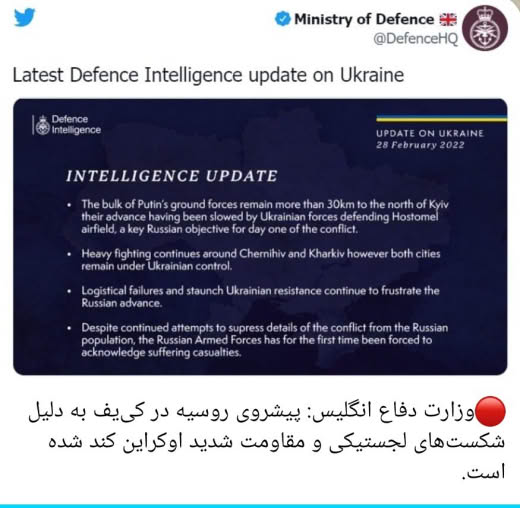 Ministry of Defence 🇬🇧
@DefenceHQ
Latest Defence Intelligence update on Ukraine
Defence
Intelligence
UPDATE ON UKRAINE
28 February 2022
INTELLIGENCE UPDATE
• The bulk of Putin's ground forces remain more than 30km to the north of Kyiv
their advance having been slowed by Ukrainian forces defending Hostomel
airfield, a key Russian objective for day one of the conflict.
• Heavy fighting continues around Chernihiv and Kharkiv however both cities
remain under Ukrainian control.
• Logistical failures and staunch Ukrainian resistance continue to frustrate the
Russian advance.
• Despite continued attempts to supress details of the conflict from the Russian
population, the Russian Armed Forces has for the first time been forced to
acknowledge suffering casualties.
🔴وزارت دفاع انگلیس: پیشروی روسیه در کی‌یف به دلیل
شکست‌های لجستیکی و مقاومت شدید اوکراین کند شده
است.